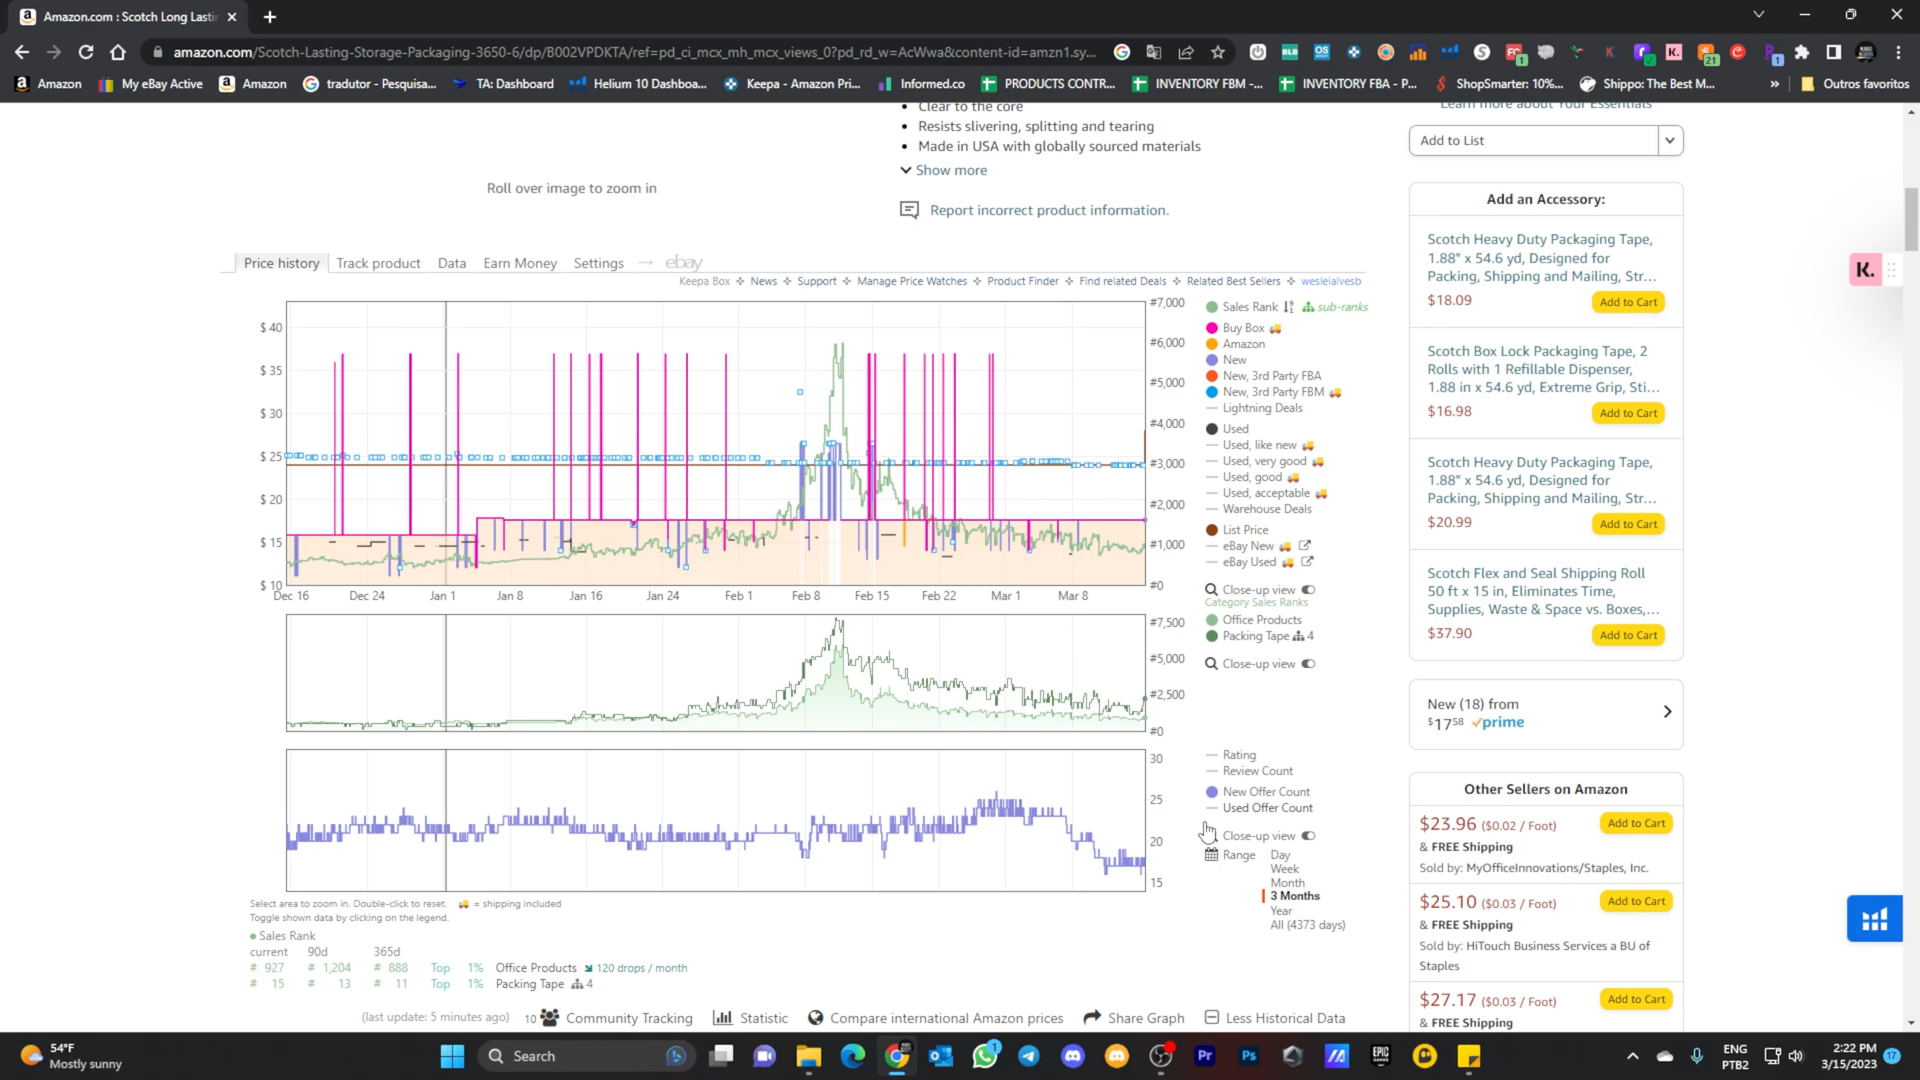 Amazon.com : Scotch Long Lasti
amazon.com/Scotch-Lasting-Storage-Packaging-3650-6/dp/B002VPDKTA/ref=pd_ci_mcx_mh_mcx_views_0?pd_rd_w=AcWwa&content-id=amzn1.sy...
Amazon
My eBay Active
Amazon
tradutor - Pesquisa...
TA: Dashboard
Helium 10 Dashboa...
Keepa - Amazon Pri...
Informed.co
PRODUCTS CONTR...
INVENTORY FBM -...
INVENTORY FBA - P...
ShopSmarter: 10%...
Shippo: The Best M...
»
Outros favoritos
• Clear to the core
• Resists slivering, splitting and tearing
• Made in USA with globally sourced materials
Show more
Roll over image to zoom in
Report incorrect product information.
Price history
Track product
Data
Earn Money
Settings
ebay
Keepa Box
News
Support
Manage Price Watches
Product Finder
Find related Deals
Related Best Sellers
weslelalvesb
$ 40
$ 35
$ 30
$ 25
$ 20
$ 15
$ 10
#7,000
#6,000
#5,000
#4,000
#3,000
#2,000
#1,000
#0
Dec 16
Dec 24
Jan 1
Jan 8
Jan 16
Jan 24
Feb 1
Feb 8
Feb 15
Feb 22
Mar 1
Mar 8
Sales Rank
sub-ranks
Buy Box
Amazon
New
New, 3rd Party FBA
New, 3rd Party FBM
Lightning Deals
Used
Used, like new
Used, very good
Used, good
Used, acceptable
Warehouse Deals
List Price
eBay New
eBay Used
Close-up view
Category Sales Ranks
Office Products
Packing Tape 4
Close-up view
#7,500
#5,000
#2,500
#0
30
25
20
15
Rating
Review Count
New Offer Count
Used Offer Count
Close-up view
Range
Day
Week
Month
3 Months
Year
All (4373 days)
Select area to zoom in. Double-click to reset.
= shipping included
Toggle shown data by clicking on the legend.
Sales Rank
current 90d 365d
# 927 # 1,204 # 888 Top 1% Office Products 120 drops / month
# 15 # 13 # 11 Top 1% Packing Tape 4
(last update: 5 minutes ago)
10 Community Tracking
Statistic
Compare international Amazon prices
Share Graph
Less Historical Data
Learn more about Your Essentials
Add to List
Add an Accessory:
Scotch Heavy Duty Packaging Tape,
1.88" x 54.6 yd, Designed for
Packing, Shipping and Mailing, Str...
$18.09
Add to Cart
Scotch Box Lock Packaging Tape, 2
Rolls with 1 Refillable Dispenser,
1.88 in x 54.6 yd, Extreme Grip, Sti...
$16.98
Add to Cart
Scotch Heavy Duty Packaging Tape,
1.88" x 54.6 yd, Designed for
Packing, Shipping and Mailing, Str...
$20.99
Add to Cart
Scotch Flex and Seal Shipping Roll
50 ft x 15 in, Eliminates Time,
Supplies, Waste & Space vs. Boxes,...
$37.90
Add to Cart
New (18) from
$17.58 prime
Other Sellers on Amazon
$23.96 ($0.02 / Foot)
Add to Cart
& FREE Shipping
Sold by: MyOfficeInnovations/Staples, Inc.
$25.10 ($0.03 / Foot)
Add to Cart
& FREE Shipping
Sold by: HiTouch Business Services a BU of
Staples
$27.17 ($0.03 / Foot)
Add to Cart
& FREE Shipping
K.
54°F
Mostly sunny
Search
Pr
Ps
ENG
PTB2
2:22 PM
3/15/2023
17